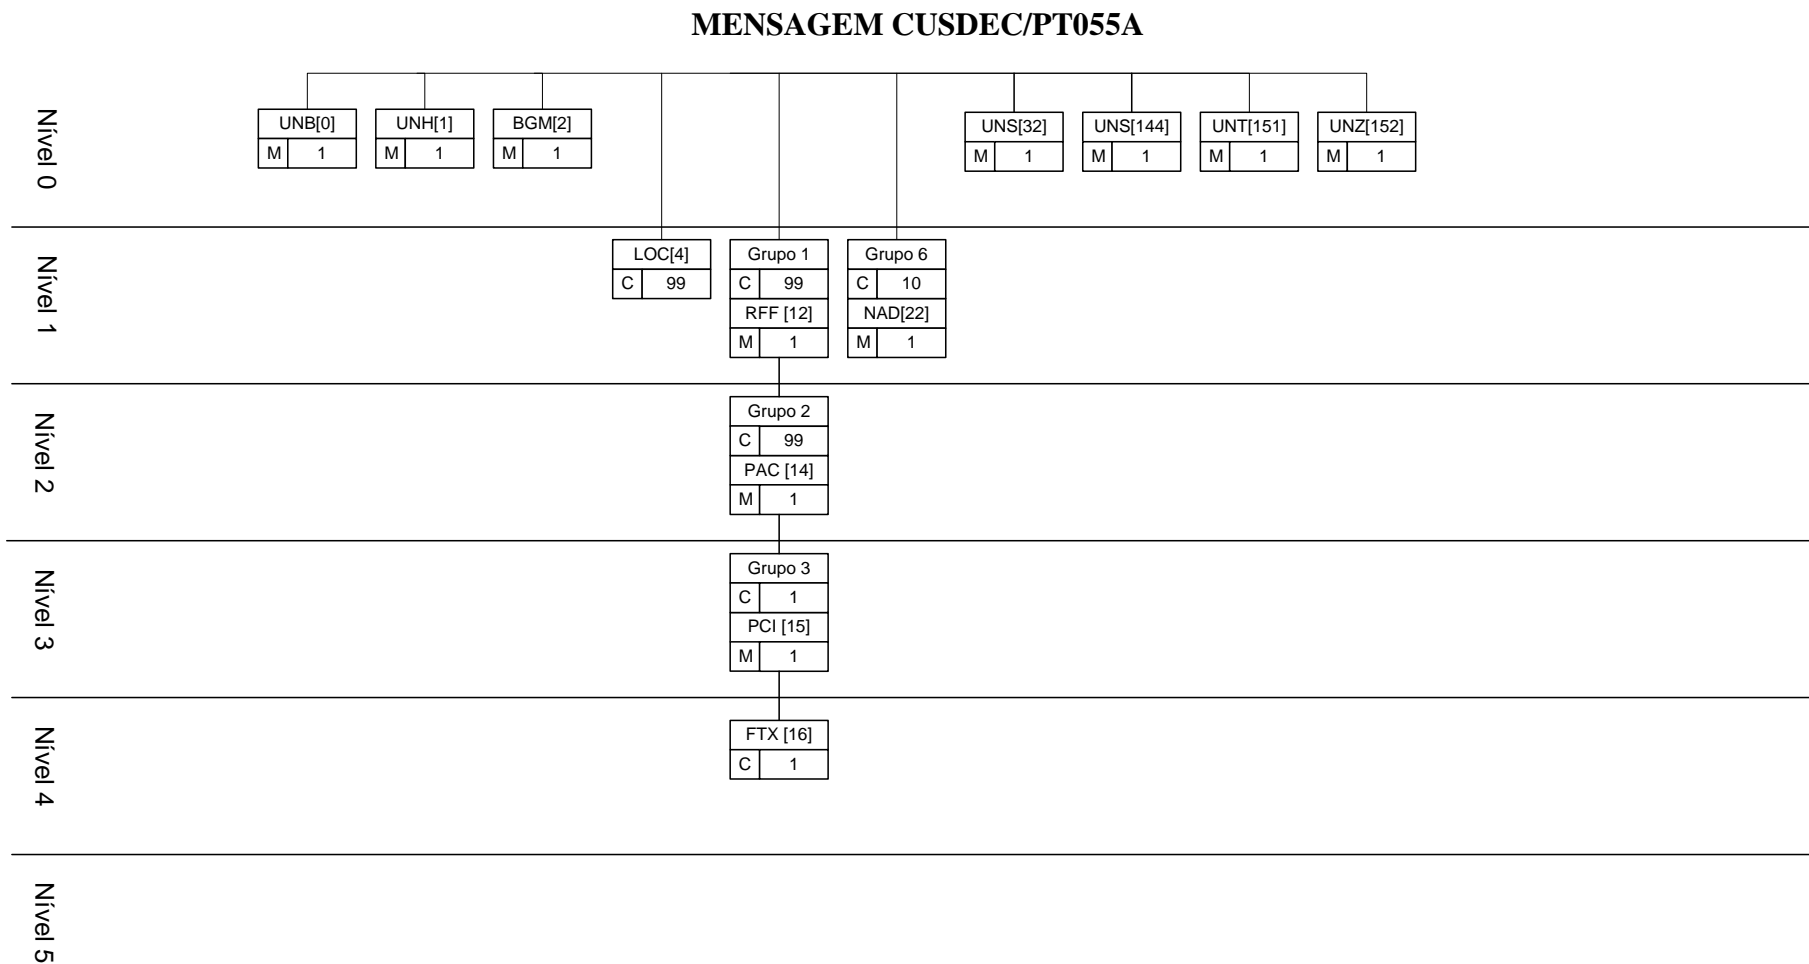 MENSAGEM CUSDEC/PT055A
Nível 0
UNB[0]
M 1
UNH[1]
M 1
BGM[2]
M 1
UNS[32]
M 1
UNS[144]
M 1
UNT[151]
M 1
UNZ[152]
M 1
Nível 1
LOC[4]
C 99
Grupo 1
C 99
RFF [12]
M 1
Grupo 6
C 10
NAD[22]
M 1
Nível 2
Grupo 2
C 99
PAC [14]
M 1
Nível 3
Grupo 3
C 1
PCI [15]
M 1
Nível 4
FTX [16]
C 1
Nível 5